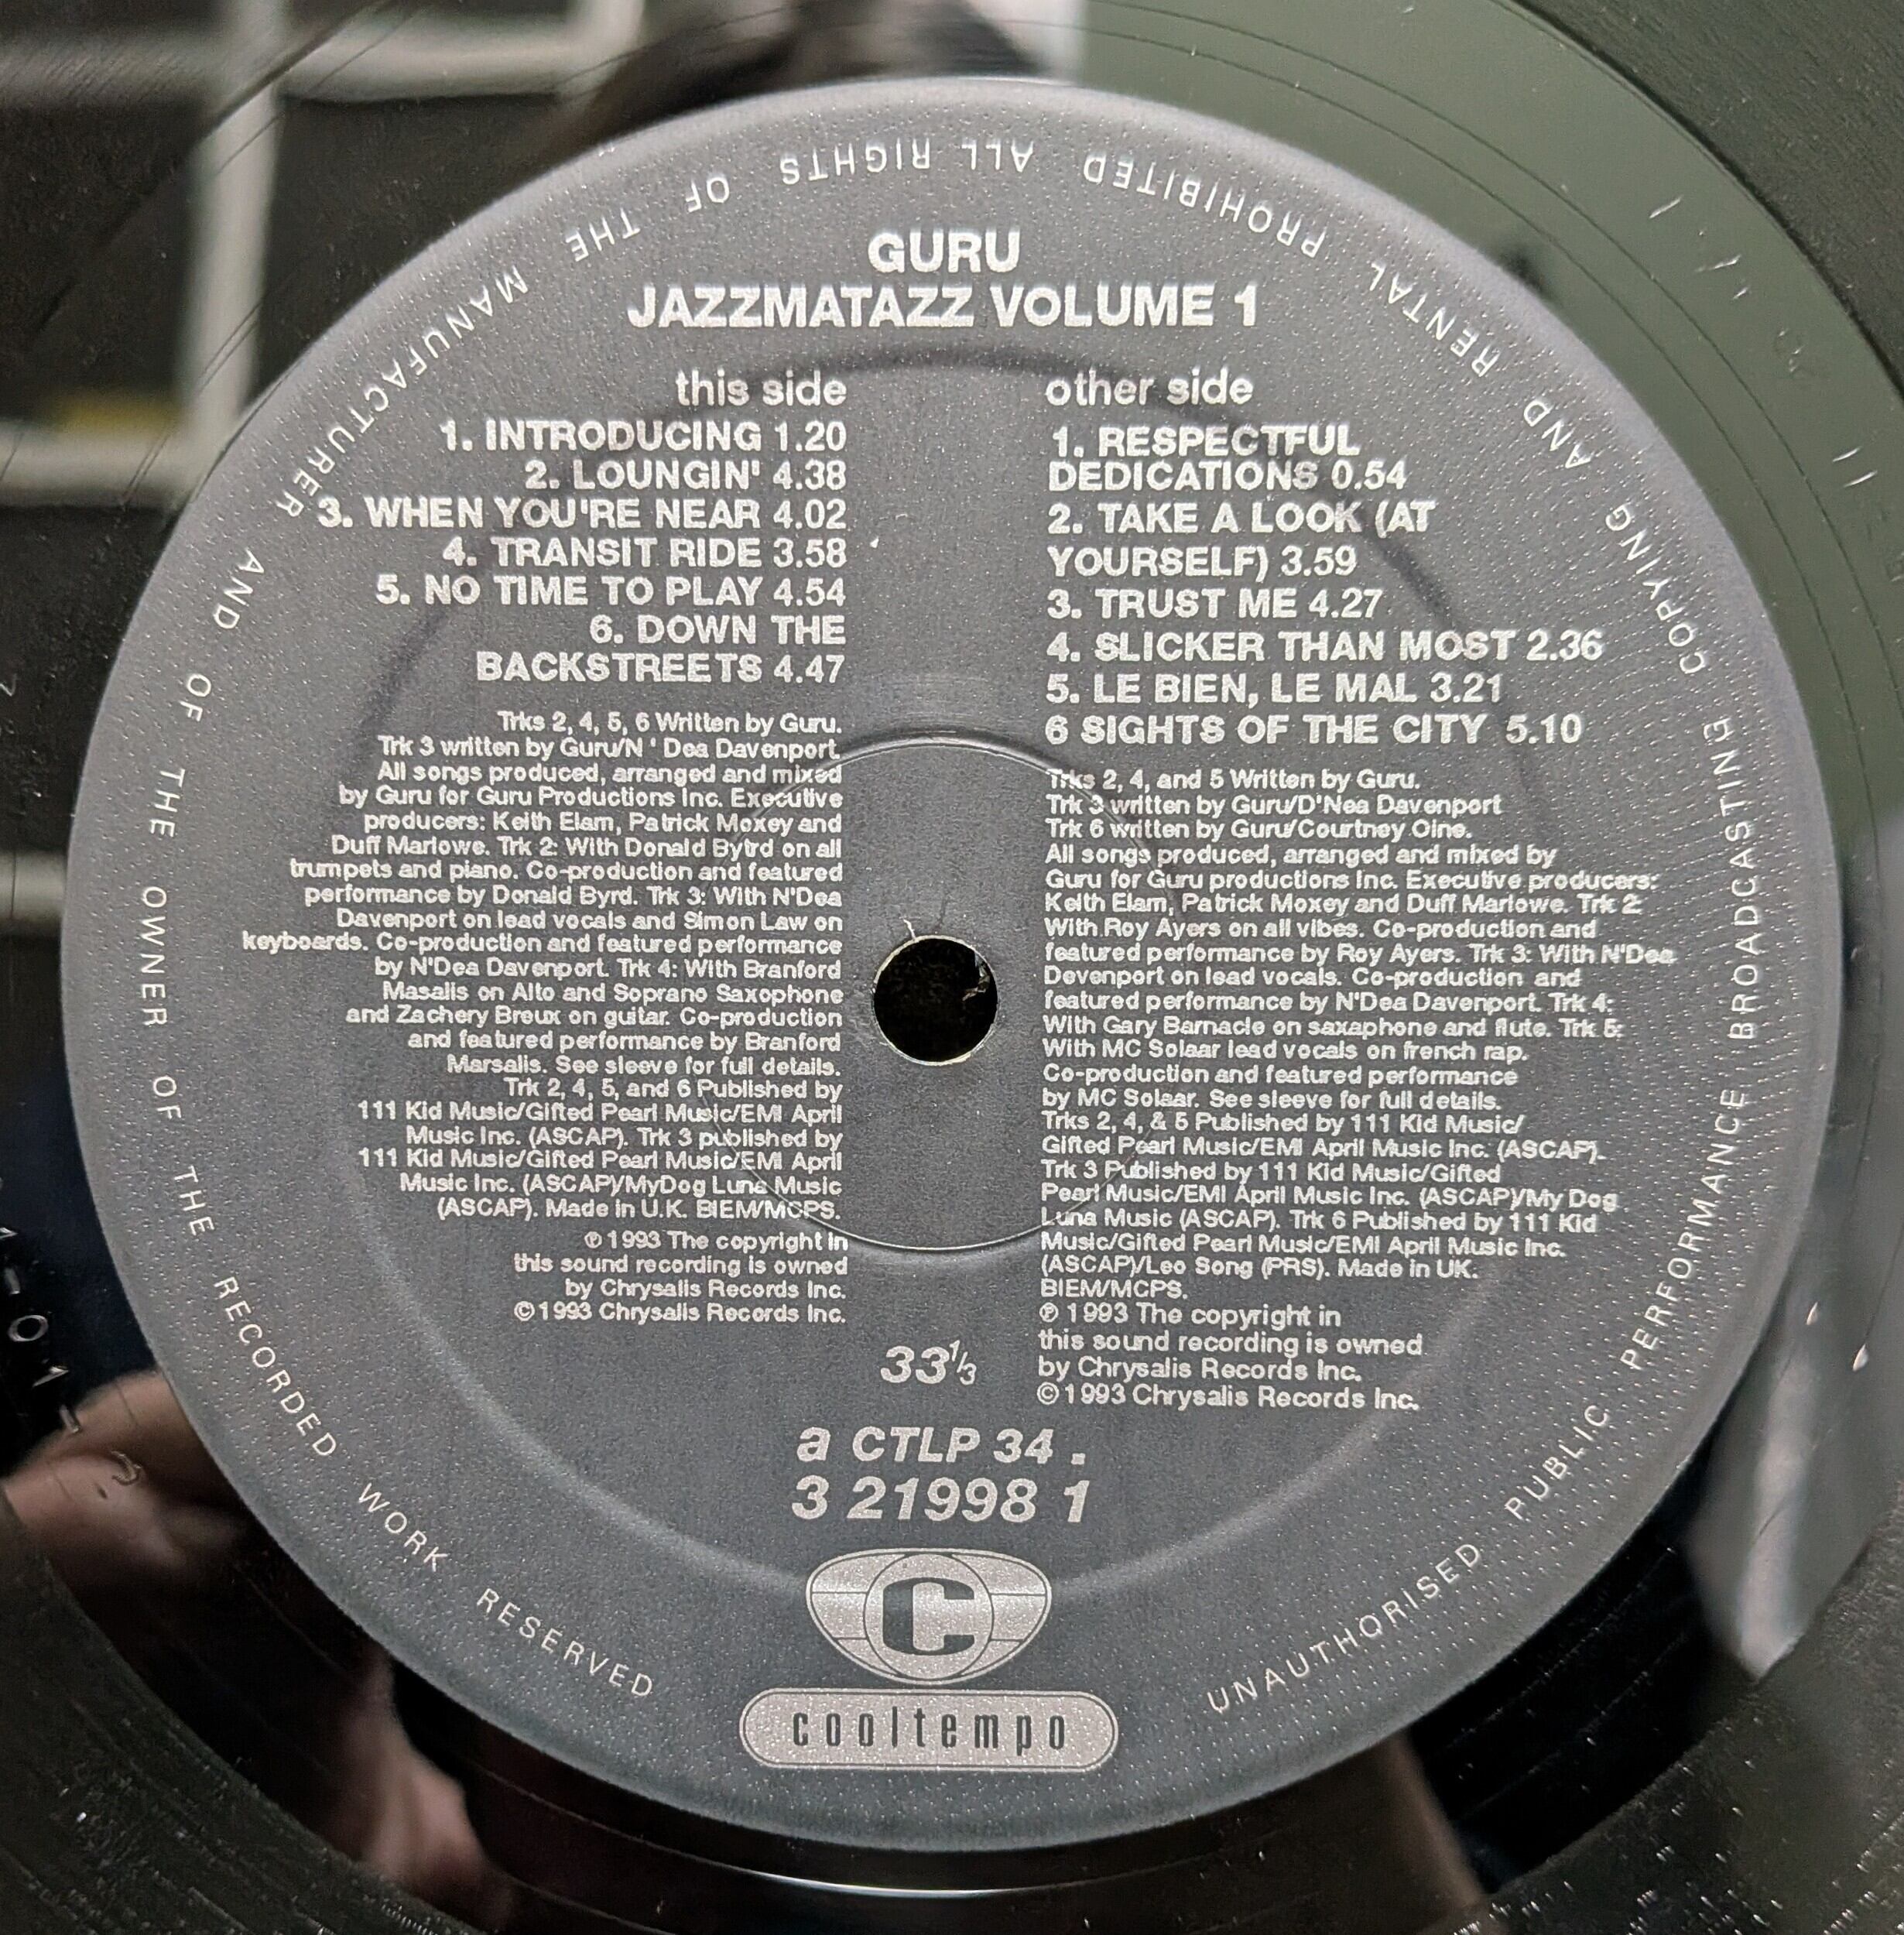 GURU
JAZZMATAZZ VOLUME 1
this side
1. INTRODUCING 1.20
2. LOUNGIN' 4.38
3. WHEN YOU'RE NEAR 4.02
4. TRANSIT RIDE 3.58
5. NO TIME TO PLAY 4.54
6. DOWN THE
BACKSTREETS 4.47
Trks 2, 4, 5, 6 Written by Guru.
Trk 3 written by Guru/N ' Dea Davenport.
All songs produced, arranged and mixed
by Guru for Guru Productions Inc. Executive
producers: Keith Elam, Patrick Moxey and
Duff Marlowe. Trk 2: With Donald Bytrd on all
trumpets and piano. Co-production and featured
performance by Donald Byrd. Trk 3: With N'Dea
Davenport on lead vocals and Simon Law on
keyboards. Co-production and featured performance
by N'Dea Davenport. Trk 4: With Branford
Masalis on Alto and Soprano Saxophone
and Zachery Breux on guitar. Co-production
and featured performance by Branford
Marsalis. See sleeve for full details.
Trk 2, 4, 5, and 6 Published by
111 Kid Music/Gifted Pearl Music/EMI April
Music Inc. (ASCAP). Trk 3 published by
111 Kid Music/Gifted Pearl Music/EMI April
Music Inc. (ASCAP)/MyDog Luna Music
(ASCAP). Made in U.K. BIEM/MCPS.
℗ 1993 The copyright in
this sound recording is owned
by Chrysalis Records Inc.
© 1993 Chrysalis Records Inc.
other side
1. RESPECTFUL
DEDICATIONS 0.54
2. TAKE A LOOK (AT
YOURSELF) 3.59
3. TRUST ME 4.27
4. SLICKER THAN MOST 2.36
5. LE BIEN, LE MAL 3.21
6 SIGHTS OF THE CITY 5.10
Trks 2, 4, and 5 Written by Guru.
Trk 3 written by Guru/D'Nea Davenport
Trk 6 written by Guru/Courtney Oine.
All songs produced, arranged and mixed by
Guru for Guru productions Inc. Executive producers:
Keith Elam, Patrick Moxey and Duff Marlowe. Trk 2:
With Roy Ayers on all vibes. Co-production and
featured performance by Roy Ayers. Trk 3: With N'Dea
Devenport on lead vocals. Co-production and
featured performance by N'Dea Davenport. Trk 4:
With Gary Barnacle on saxaphone and flute. Trk 5:
With MC Solaar lead vocals on french rap.
Co-production and featured performance
by MC Solaar. See sleeve for full details.
Trks 2, 4, & 5 Published by 111 Kid Music/
Gifted Pearl Music/EMI April Music Inc. (ASCAP).
Trk 3 Published by 111 Kid Music/Gifted
Pearl Music/EMI April Music Inc. (ASCAP)/My Dog
Luna Music (ASCAP). Trk 6 Published by 111 Kid
Music/Gifted Pearl Music/EMI April Music Inc.
(ASCAP)/Leo Song (PRS). Made in UK.
BIEM/MCPS.
℗ 1993 The copyright in
this sound recording is owned
by Chrysalis Records Inc.
© 1993 Chrysalis Records Inc.
33⅓
a CTLP 34 .
3 21998 1
C
cooltempo
UNAUTHORISED PUBLIC PERFORMANCE BROADCASTING COPYING AND RENTAL PROHIBITED ALL RIGHTS OF THE MANUFACTURER AND OF THE OWNER OF THE RECORDED WORK RESERVED